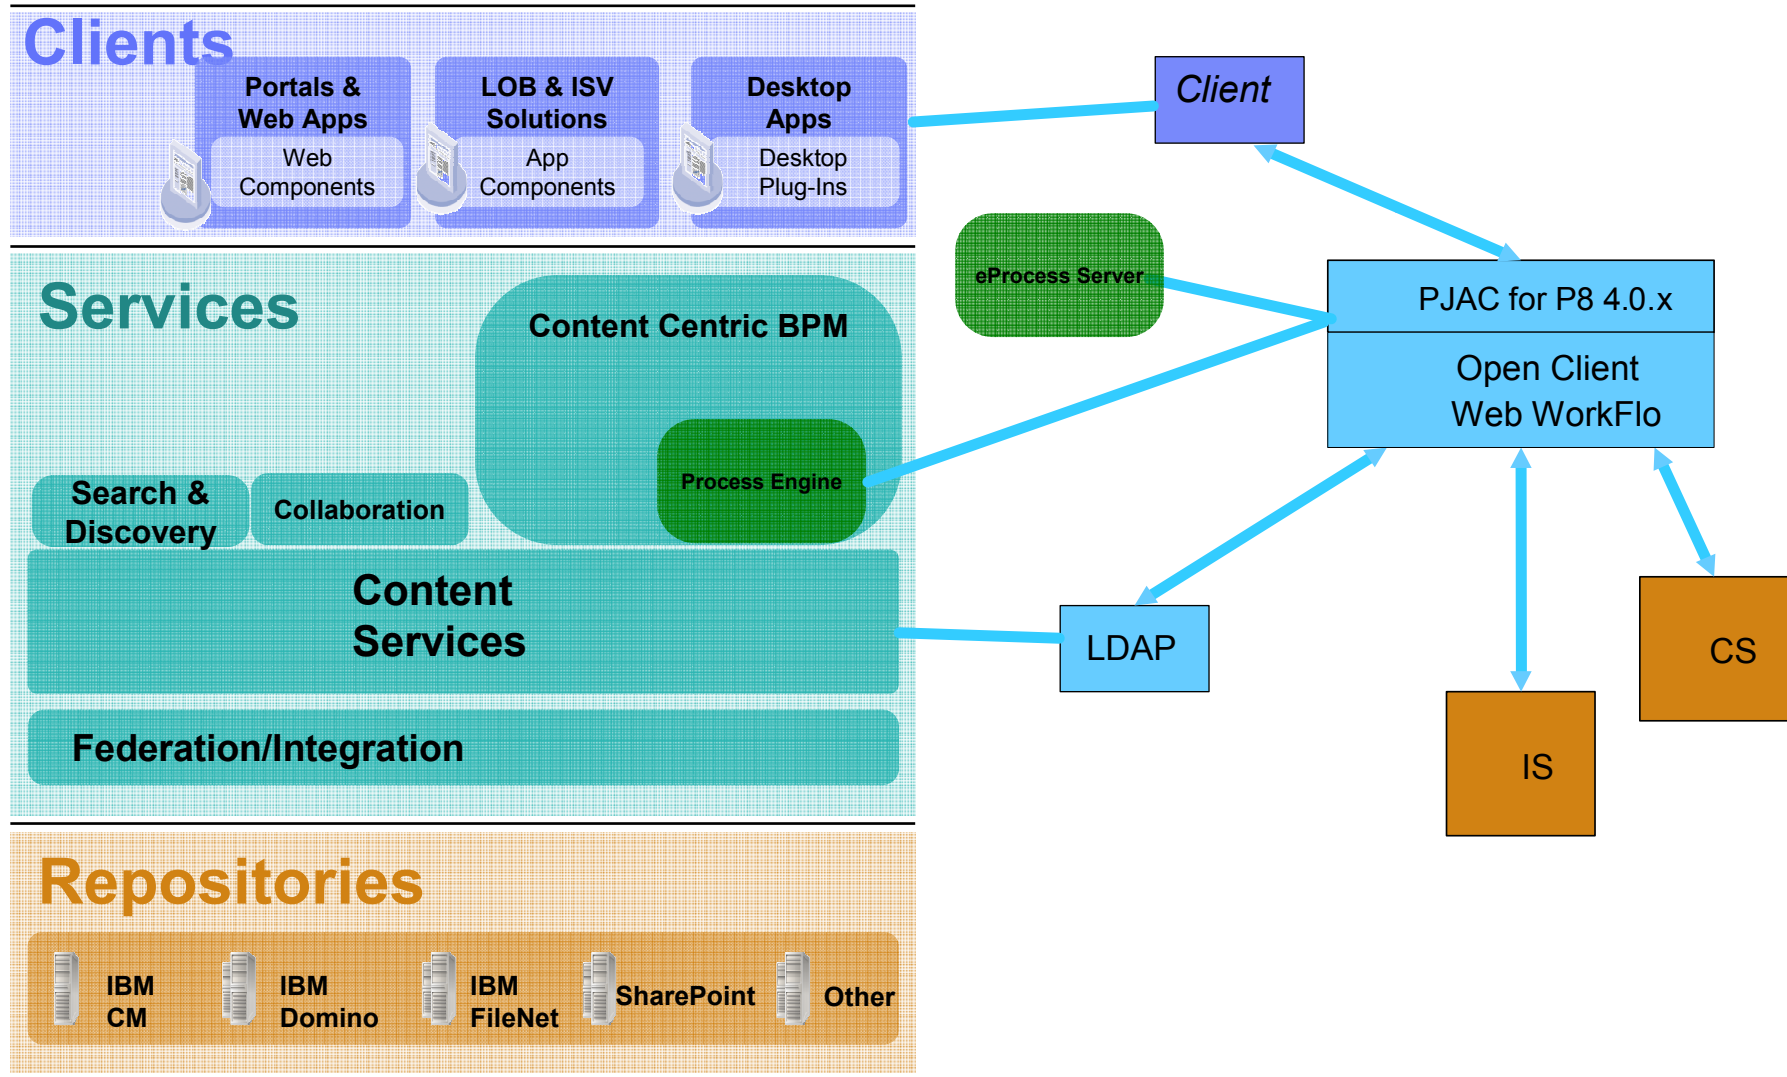 Clients
Portals &
Web Apps
Web
Components
LOB & ISV
Solutions
App
Components
Desktop
Apps
Desktop
Plug-Ins
Client
eProcess Server
PJAC for P8 4.0.x
Open Client
Web WorkFlo
Services
Content Centric BPM
Process Engine
Search &
Discovery
Collaboration
Content
Services
Federation/Integration
LDAP
IS
CS
Repositories
IBM
CM
IBM
Domino
IBM
FileNet
SharePoint
Other